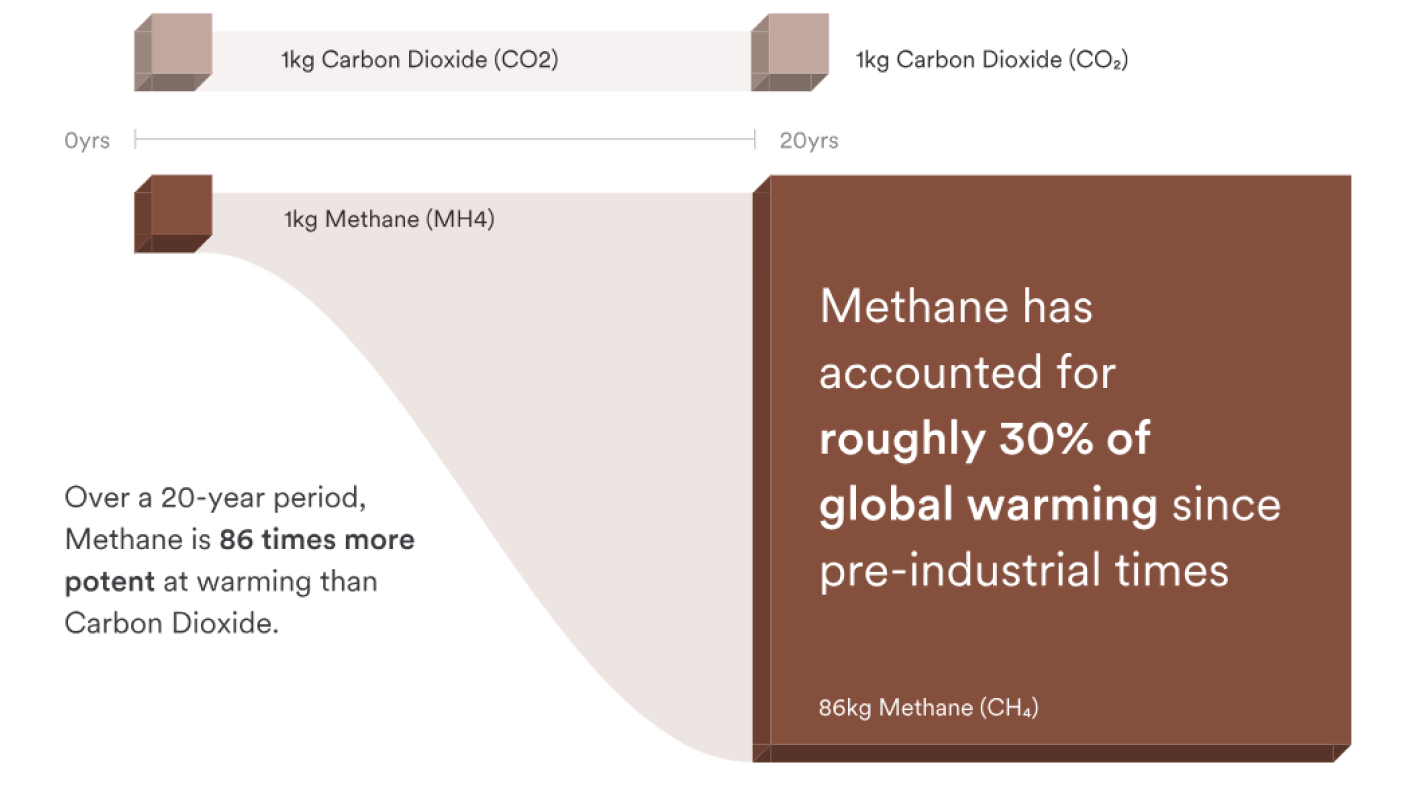 1kg Carbon Dioxide (CO2)
1kg Carbon Dioxide (CO₂)
0yrs
20yrs
1kg Methane (MH4)
Methane has
accounted for
roughly 30% of
global warming since
pre-industrial times
Over a 20-year period,
Methane is 86 times more
potent at warming than
Carbon Dioxide.
86kg Methane (CH₄)